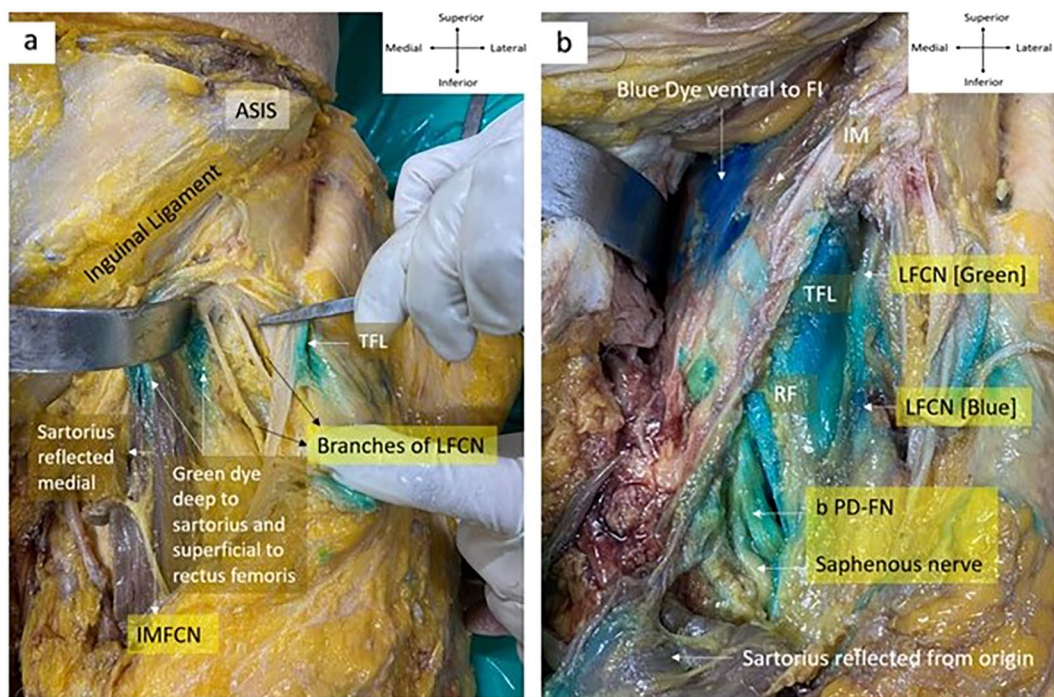 a
Superior
Medial
Lateral
Inferior
ASIS
Inguinal Ligament
TFL
Branches of LFCN
Sartorius
reflected
medial
Green dye
deep to
sartorius and
superficial to
rectus femoris
IMFCN
b
Superior
Medial
Lateral
Inferior
Blue Dye ventral to FI
IM
LFCN [Green]
TFL
RF
LFCN [Blue]
b PD-FN
Saphenous nerve
Sartorius reflected from origin